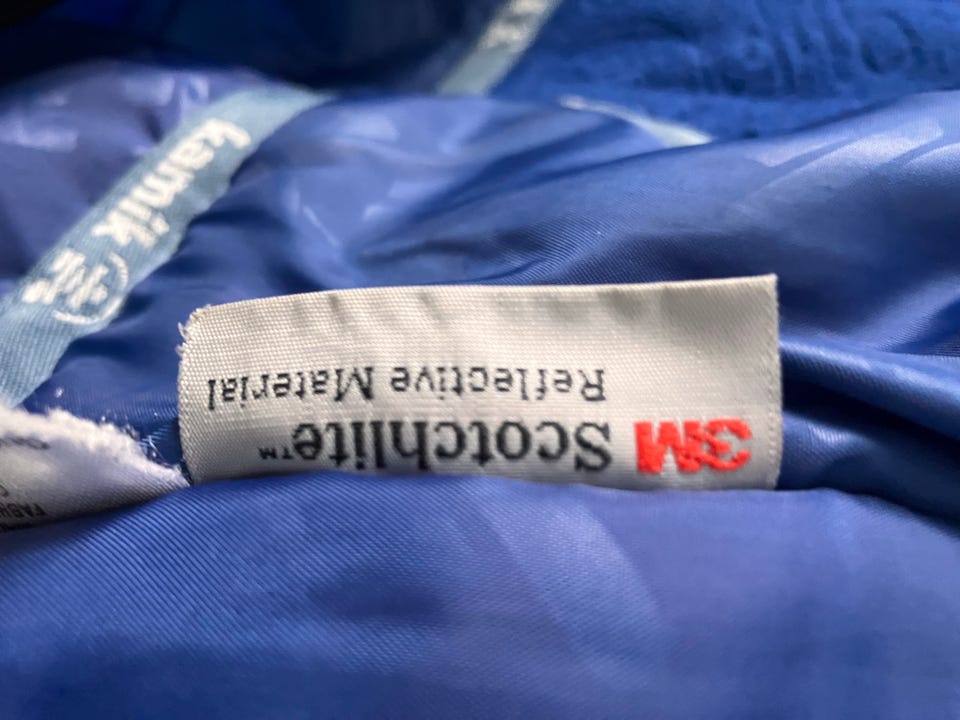 kamik
3M Scotchlite™
Reflective Material